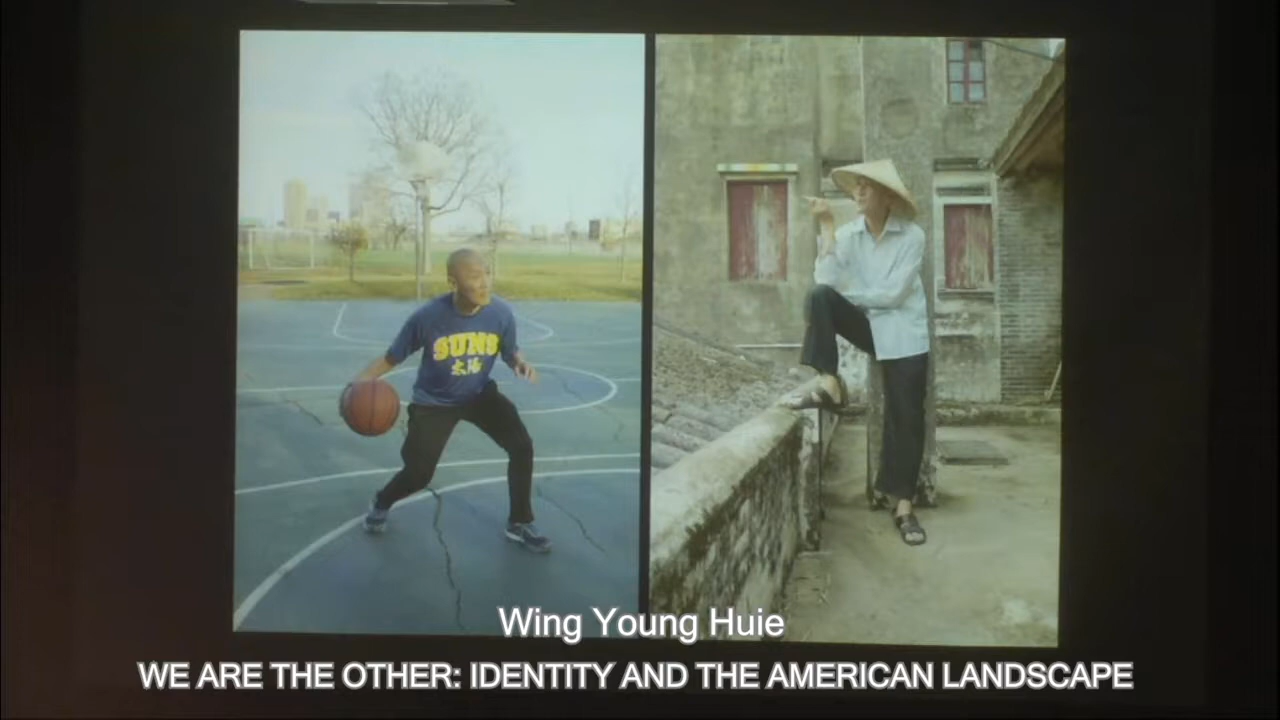 SUNS
太陽
Wing Young Huie
WE ARE THE OTHER: IDENTITY AND THE AMERICAN LANDSCAPE